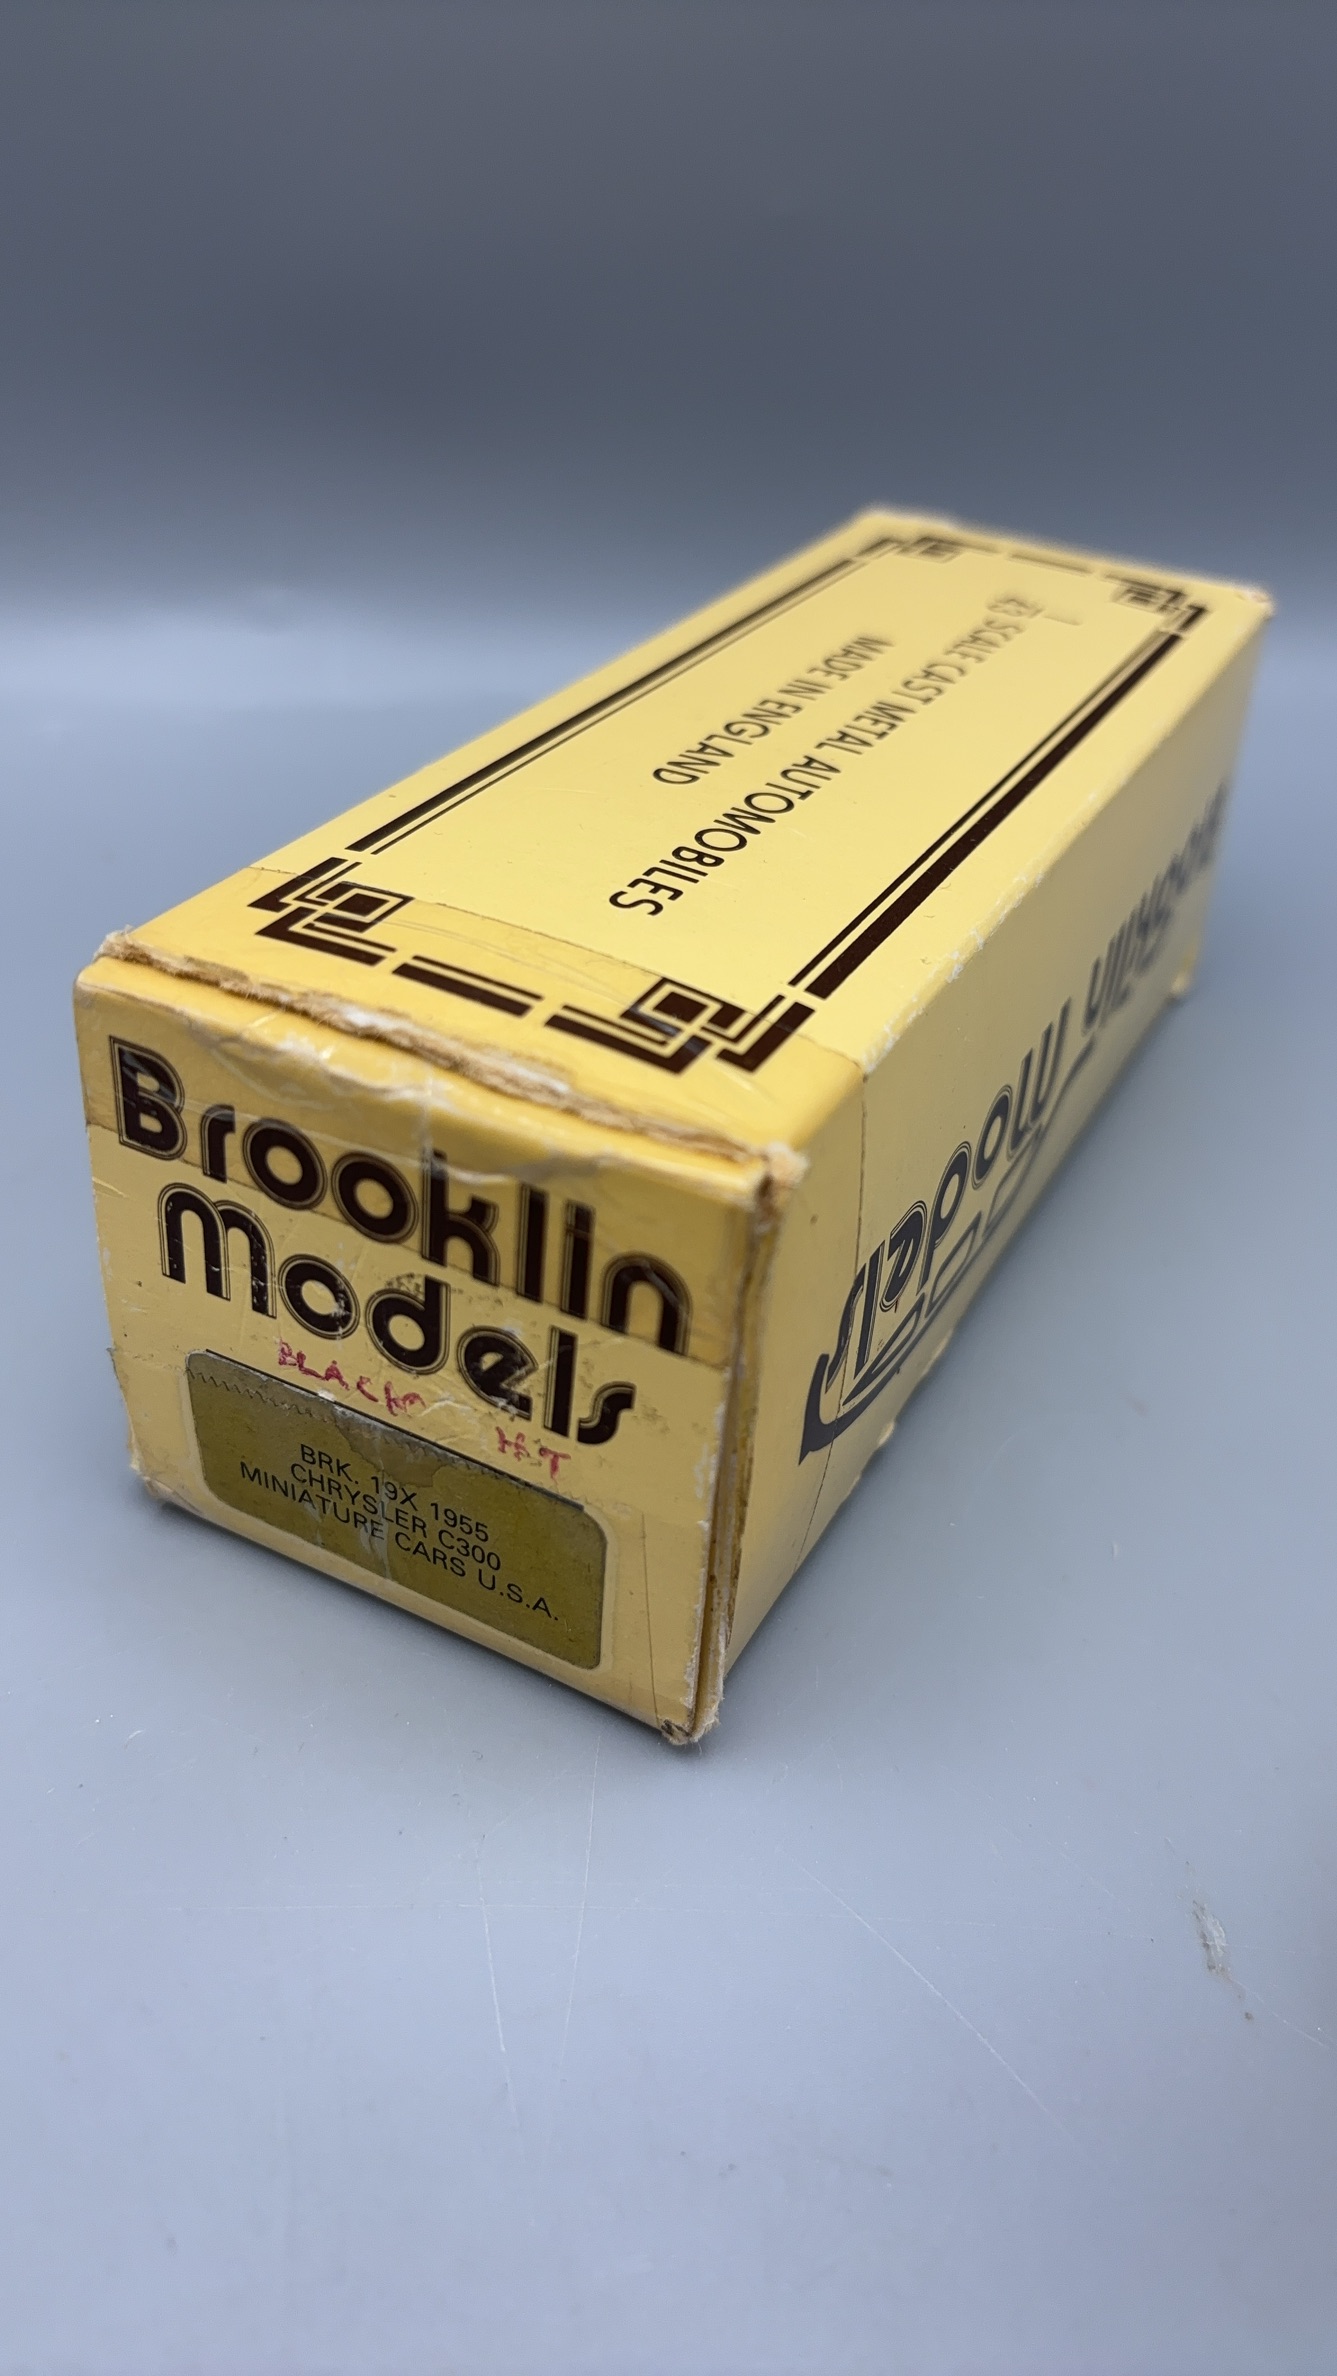 43 SCALE CAST METAL AUTOMOBILES
MADE IN ENGLAND
Brooklin
Models
BLACK HT
BRK. 19X 1955
CHRYSLER C300
MINIATURE CARS U.S.A.
Brooklin Models